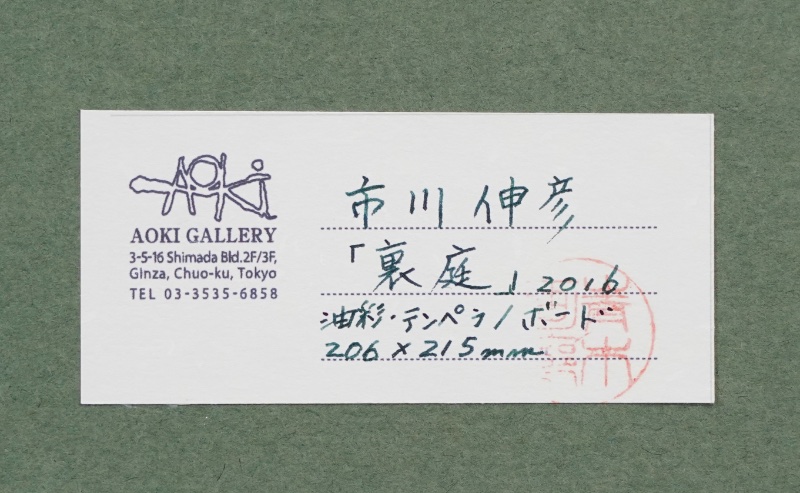 AOKi
AOKI GALLERY
3-5-16 Shimada Bld.2F/3F,
Ginza, Chuo-ku, Tokyo
TEL 03-3535-6858
市川伸彦
「裏庭」2016
油彩・テンペラ/ボード
206×215mm